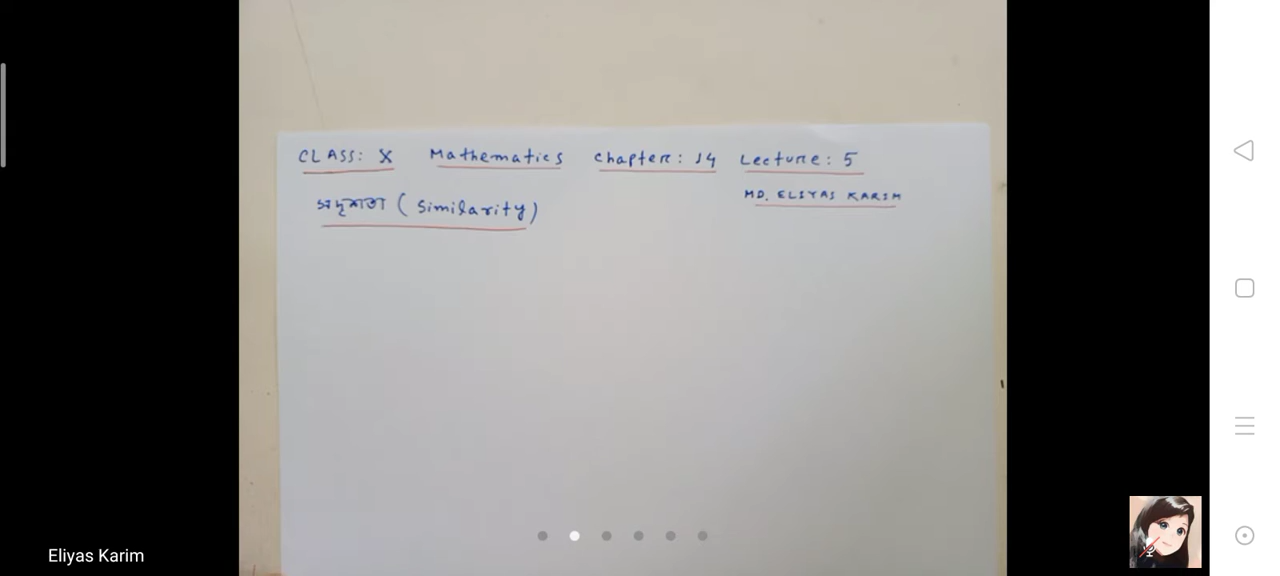 CLASS: X Mathematics Chapter: 14 Lecture: 5
সদৃশতা (Similarity)
MD. ELIYAS KARIM
Eliyas Karim